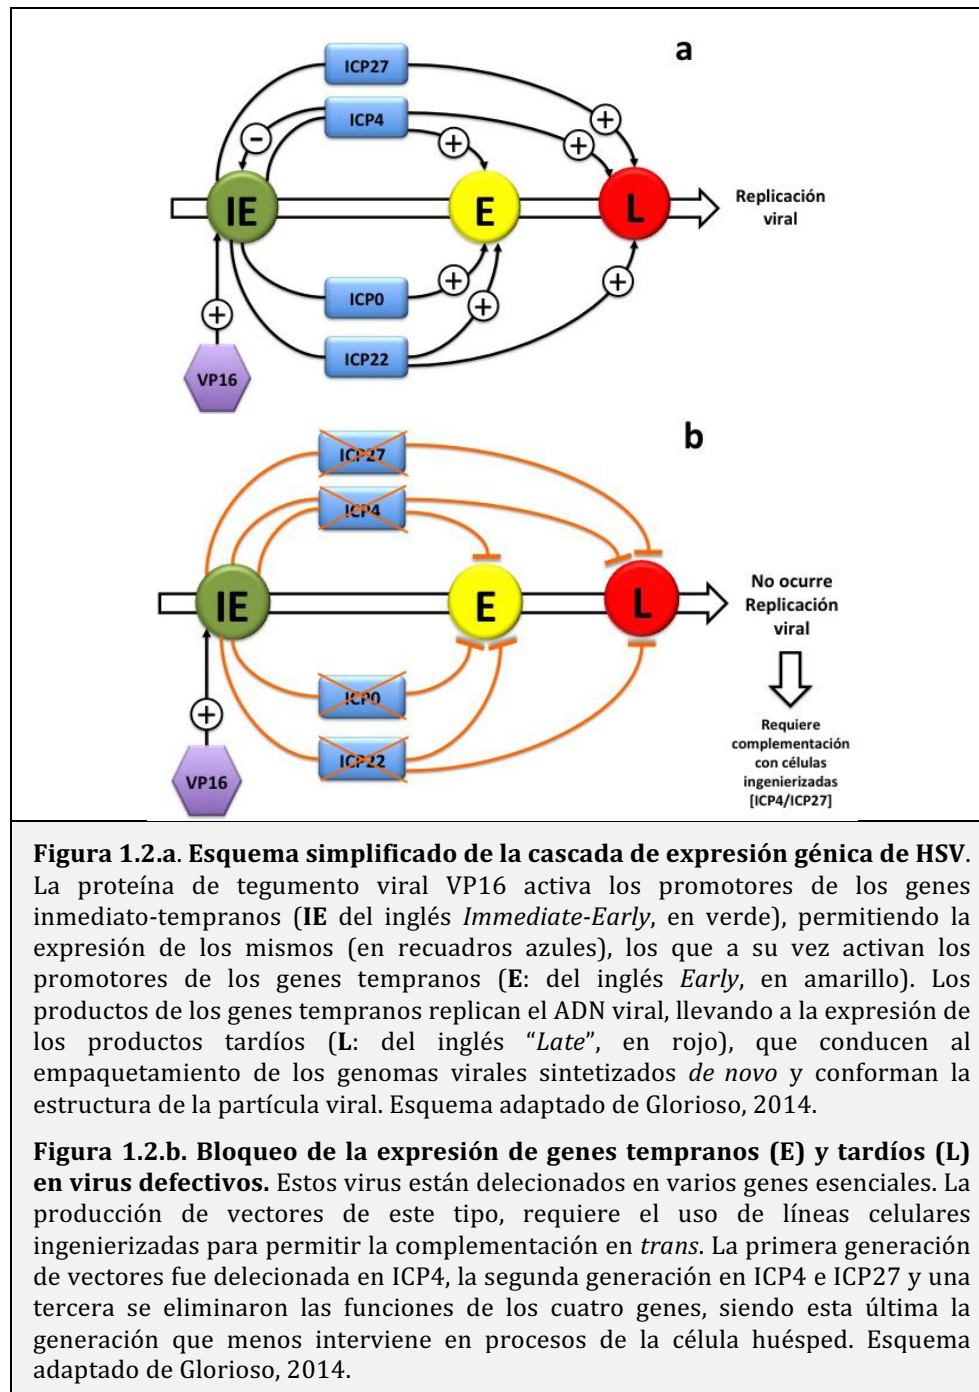 a
ICP27
ICP4
IE
E
L
Replicación
viral
ICP0
ICP22
VP16
b
ICP27
ICP4
IE
E
L
No ocurre
Replicación
viral
ICP0
ICP22
VP16
Requiere
complementación
con células
ingenierizadas
[ICP4/ICP27]
Figura 1.2.a. Esquema simplificado de la cascada de expresión génica de HSV.
La proteína de tegumento viral VP16 activa los promotores de los genes
inmediato-tempranos (IE del inglés Immediate-Early, en verde), permitiendo la
expresión de los mismos (en recuadros azules), los que a su vez activan los
promotores de los genes tempranos (E: del inglés Early, en amarillo). Los
productos de los genes tempranos replican el ADN viral, llevando a la expresión de
los productos tardíos (L: del inglés “Late”, en rojo), que conducen al
empaquetamiento de los genomas virales sintetizados de novo y conforman la
estructura de la partícula viral. Esquema adaptado de Glorioso, 2014.
Figura 1.2.b. Bloqueo de la expresión de genes tempranos (E) y tardíos (L)
en virus defectivos. Estos virus están delecionados en varios genes esenciales. La
producción de vectores de este tipo, requiere el uso de líneas celulares
ingenierizadas para permitir la complementación en trans. La primera generación
de vectores fue delecionada en ICP4, la segunda generación en ICP4 e ICP27 y una
tercera se eliminaron las funciones de los cuatro genes, siendo esta última la
generación que menos interviene en procesos de la célula huésped. Esquema
adaptado de Glorioso, 2014.